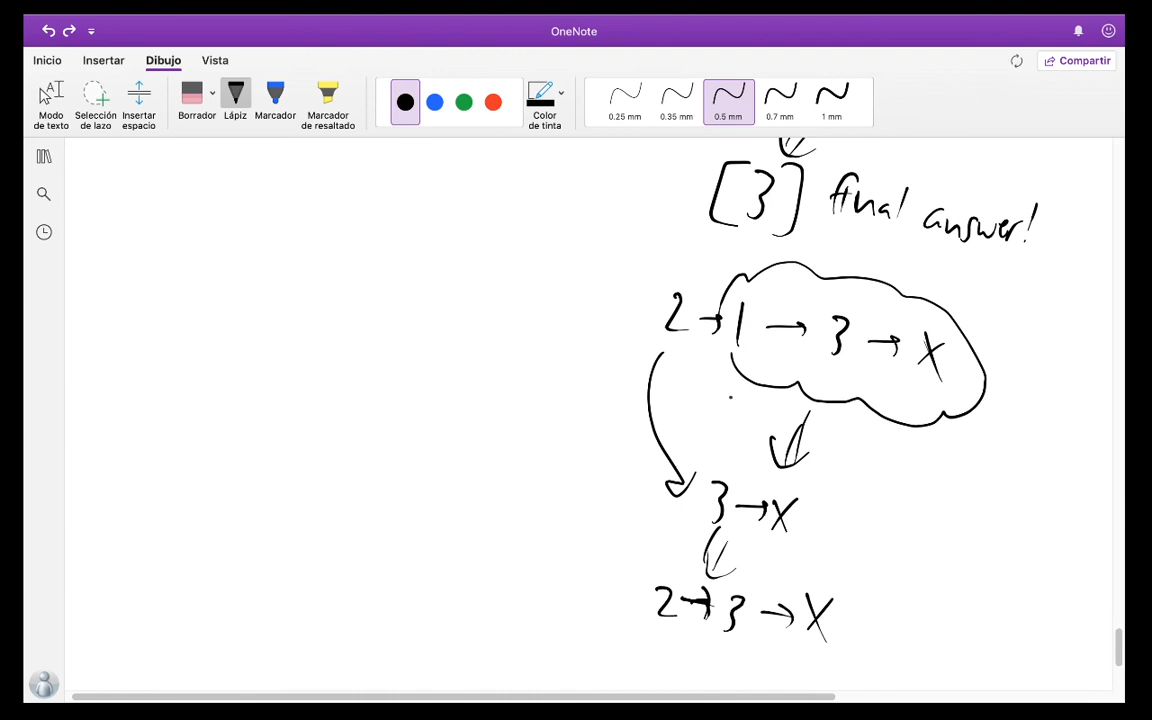 OneNote
Inicio Insertar Dibujo Vista
Compartir
Modo de texto
Selección de lazo
Insertar espacio
Borrador
Lápiz
Marcador
Marcador de resaltado
Color de tinta
0.25 mm
0.35 mm
0.5 mm
0.7 mm
1 mm
[3] final answer!
2 → 1 → 3 → X
3 → X
2 → 3 → X